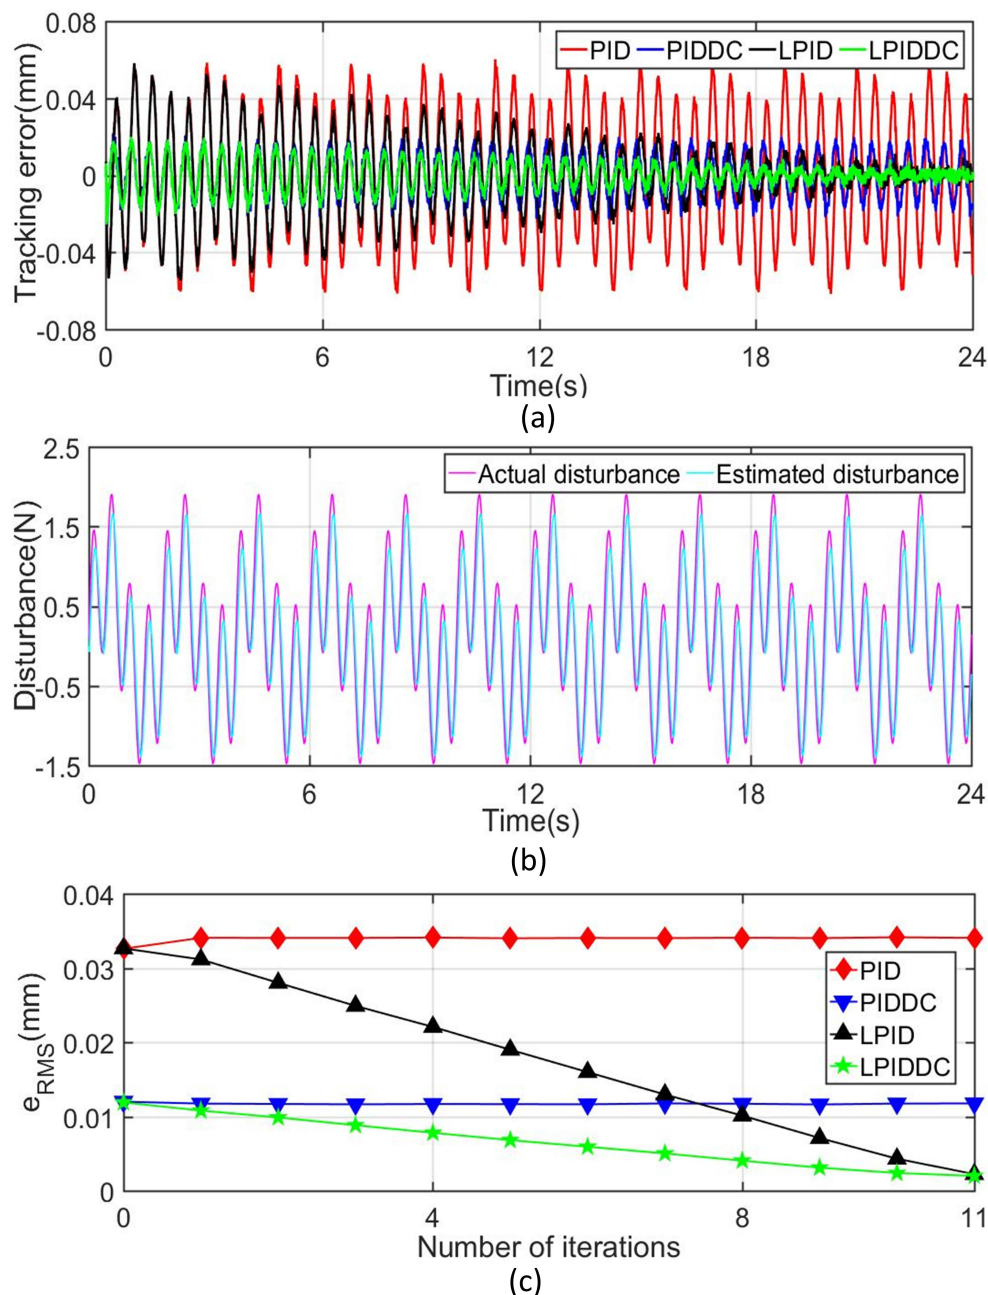 0.08
PID PIDDC LPID LPIDDC
0.04
0
-0.04
-0.08
Tracking error(mm)
0 6 12 18 24
Time(s)
(a)
2.5
Actual disturbance Estimated disturbance
1.5
0.5
-0.5
-1.5
Disturbance(N)
0 6 12 18 24
Time(s)
(b)
0.04
0.03
0.02
0.01
0
eRMS(mm)
PID
PIDDC
LPID
LPIDDC
0 4 8 11
Number of iterations
(c)